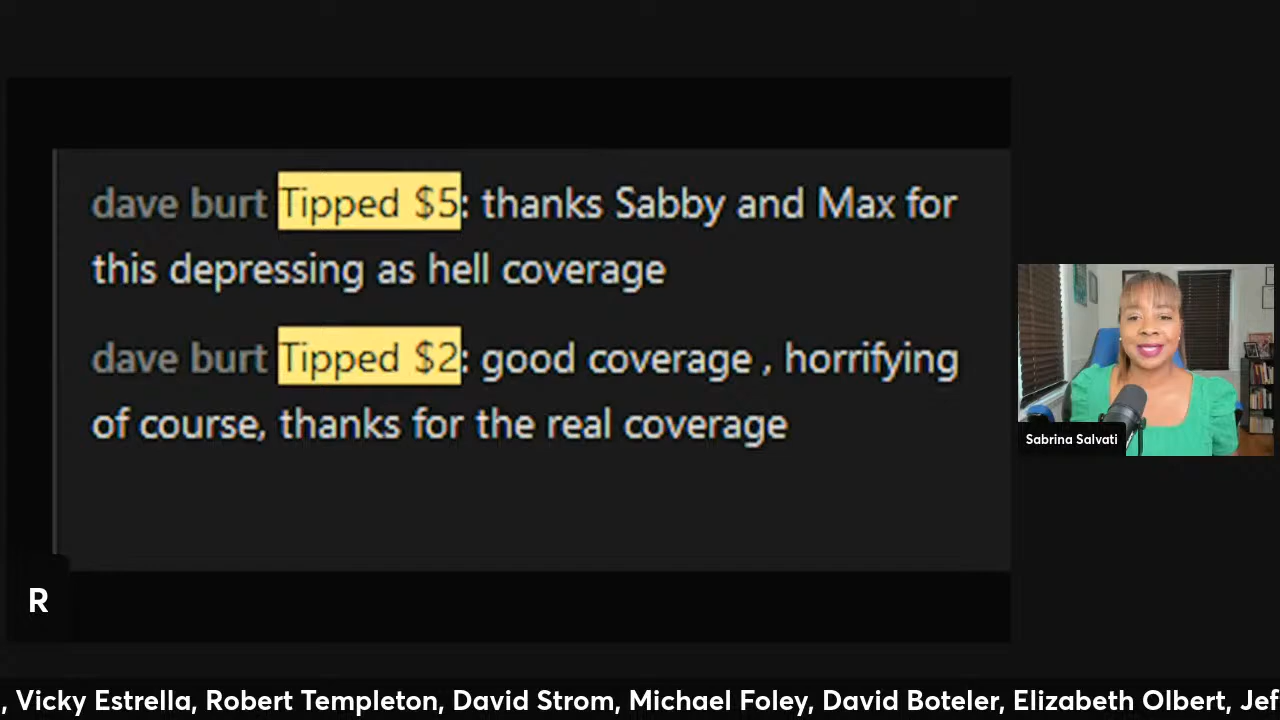 dave burt Tipped $5: thanks Sabby and Max for
this depressing as hell coverage
dave burt Tipped $2: good coverage , horrifying
of course, thanks for the real coverage
Sabrina Salvati
R
, Vicky Estrella, Robert Templeton, David Strom, Michael Foley, David Boteler, Elizabeth Olbert, Jef